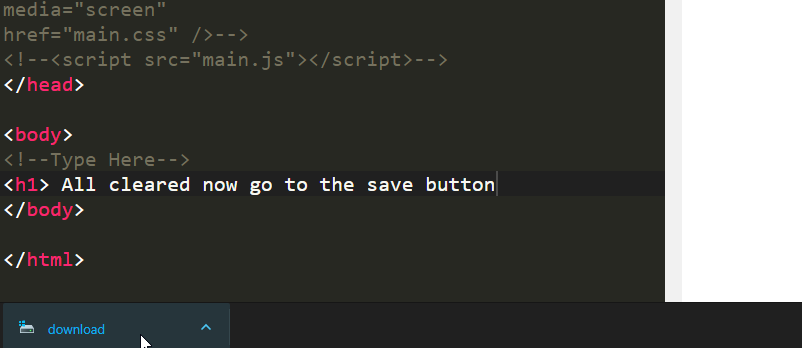 media="screen"
href="main.css" />-->
<!--<script src="main.js"></script>-->
</head>
<body>
<!--Type Here-->
<h1> All cleared now go to the save button
</body>
</html>
download